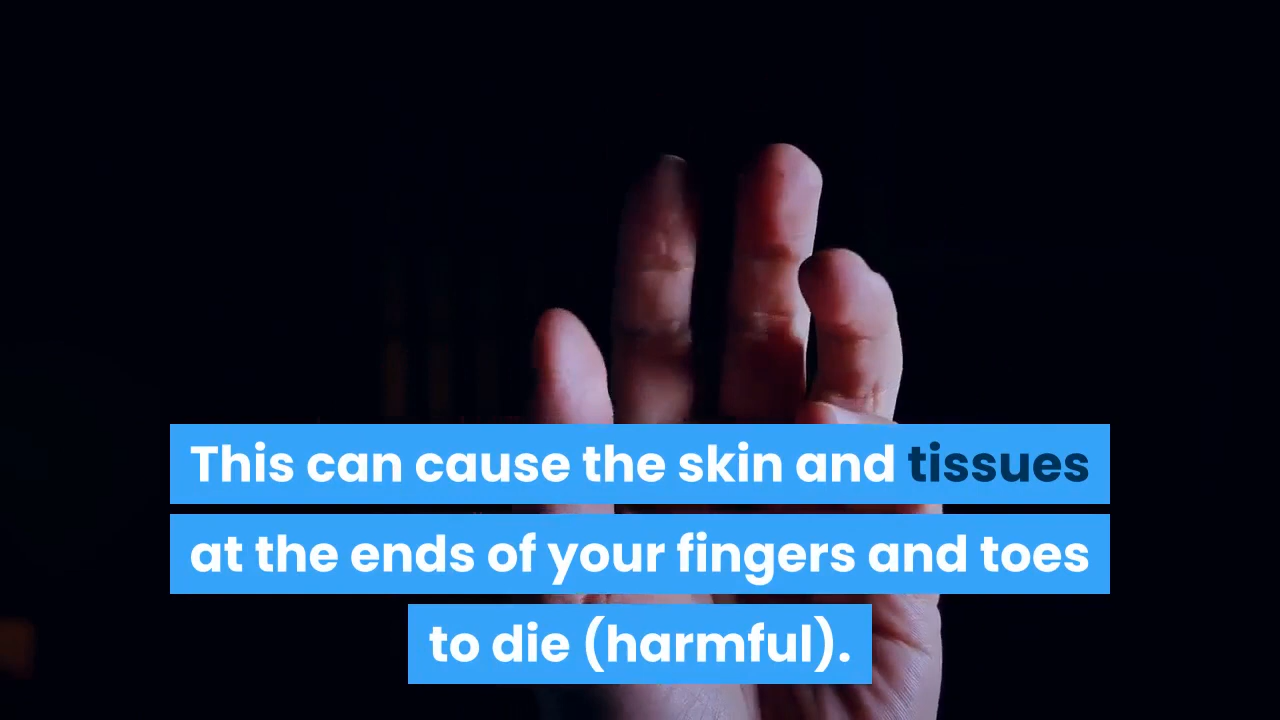 This can cause the skin and tissues
at the ends of your fingers and toes
to die (harmful).